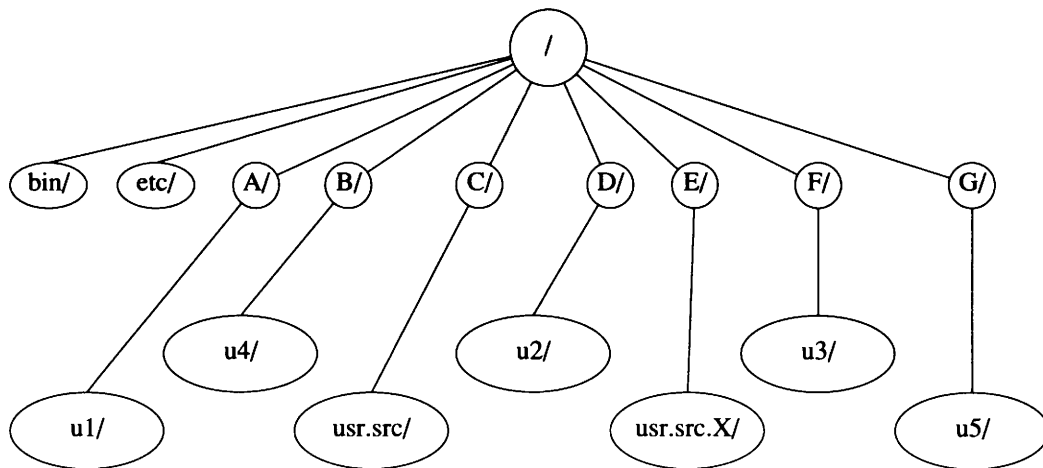 /
bin/ etc/ A/ B/ C/ D/ E/ F/ G/
u4/ u2/ u3/
u1/ usr.src/ usr.src.X/ u5/